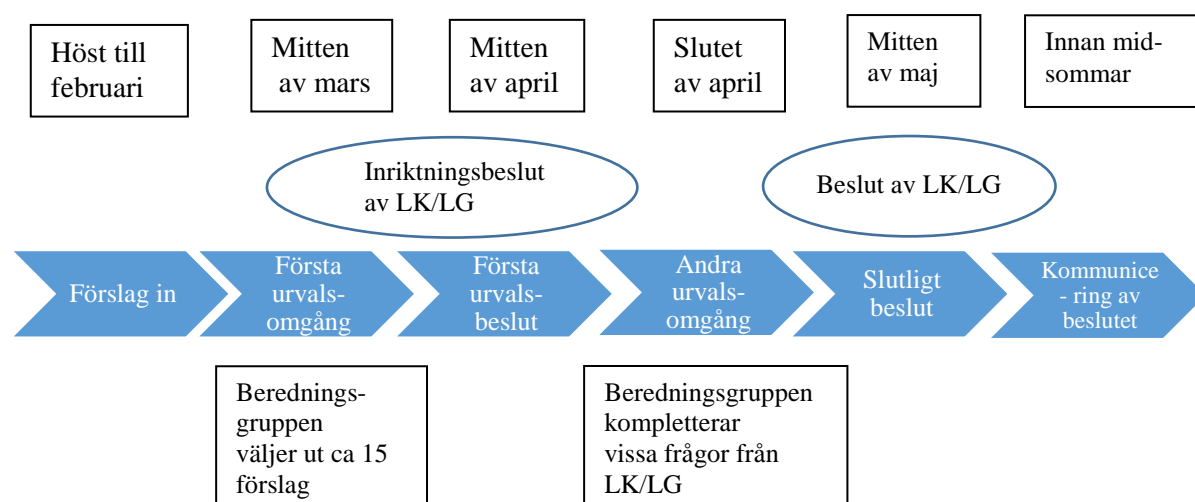 Höst till
februari
Mitten
av mars
Mitten
av april
Slutet
av april
Mitten
av maj
Innan mid-
sommar
Inriktningsbeslut
av LK/LG
Beslut av LK/LG
Förslag in
Första
urvals-
omgång
Första
urvals-
beslut
Andra
urvals-
omgång
Slutligt
beslut
Kommunice
- ring av
beslutet
Berednings-
gruppen
väljer ut ca 15
förslag
Beredningsgruppen
kompletterar
vissa frågor från
LK/LG